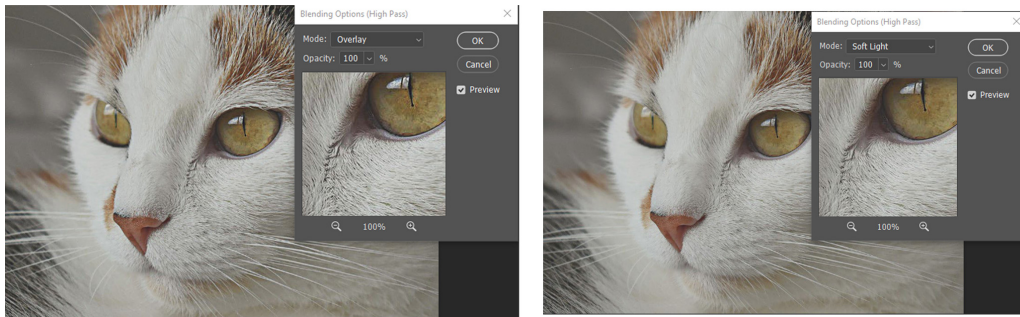 Blending Options (High Pass)
Mode: Overlay
OK
Opacity: 100 %
Cancel
Preview
100%
Blending Options (High Pass)
Mode: Soft Light
OK
Opacity: 100 %
Cancel
Preview
100%